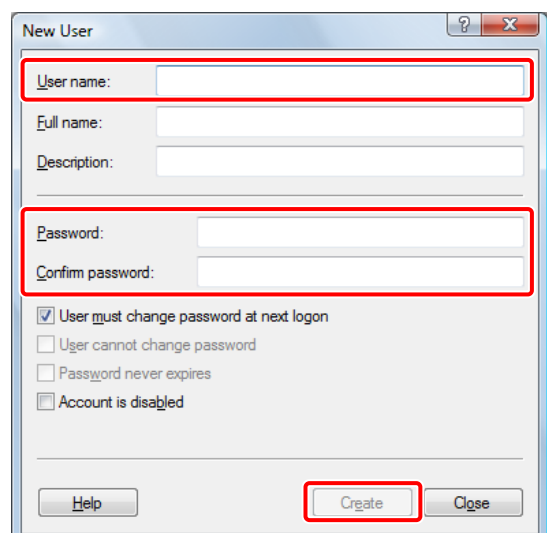 New User
?
X
User name:
Full name:
Description:
Password:
Confirm password:
User must change password at next logon
User cannot change password
Password never expires
Account is disabled
Help Create Close